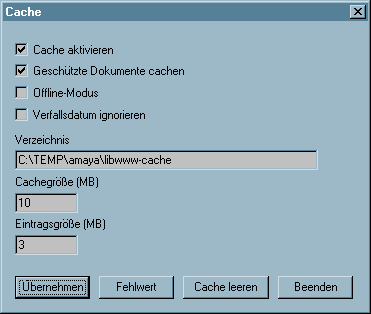 Cache
Cache aktivieren
Geschützte Dokumente cachen
Offline-Modus
Verfallsdatum ignorieren
Verzeichnis
C:\TEMP\amaya\libwww-cache
Cachegröße (MB)
10
Eintragsgröße (MB)
3
Übernehmen Fehlwert Cache leeren Beenden